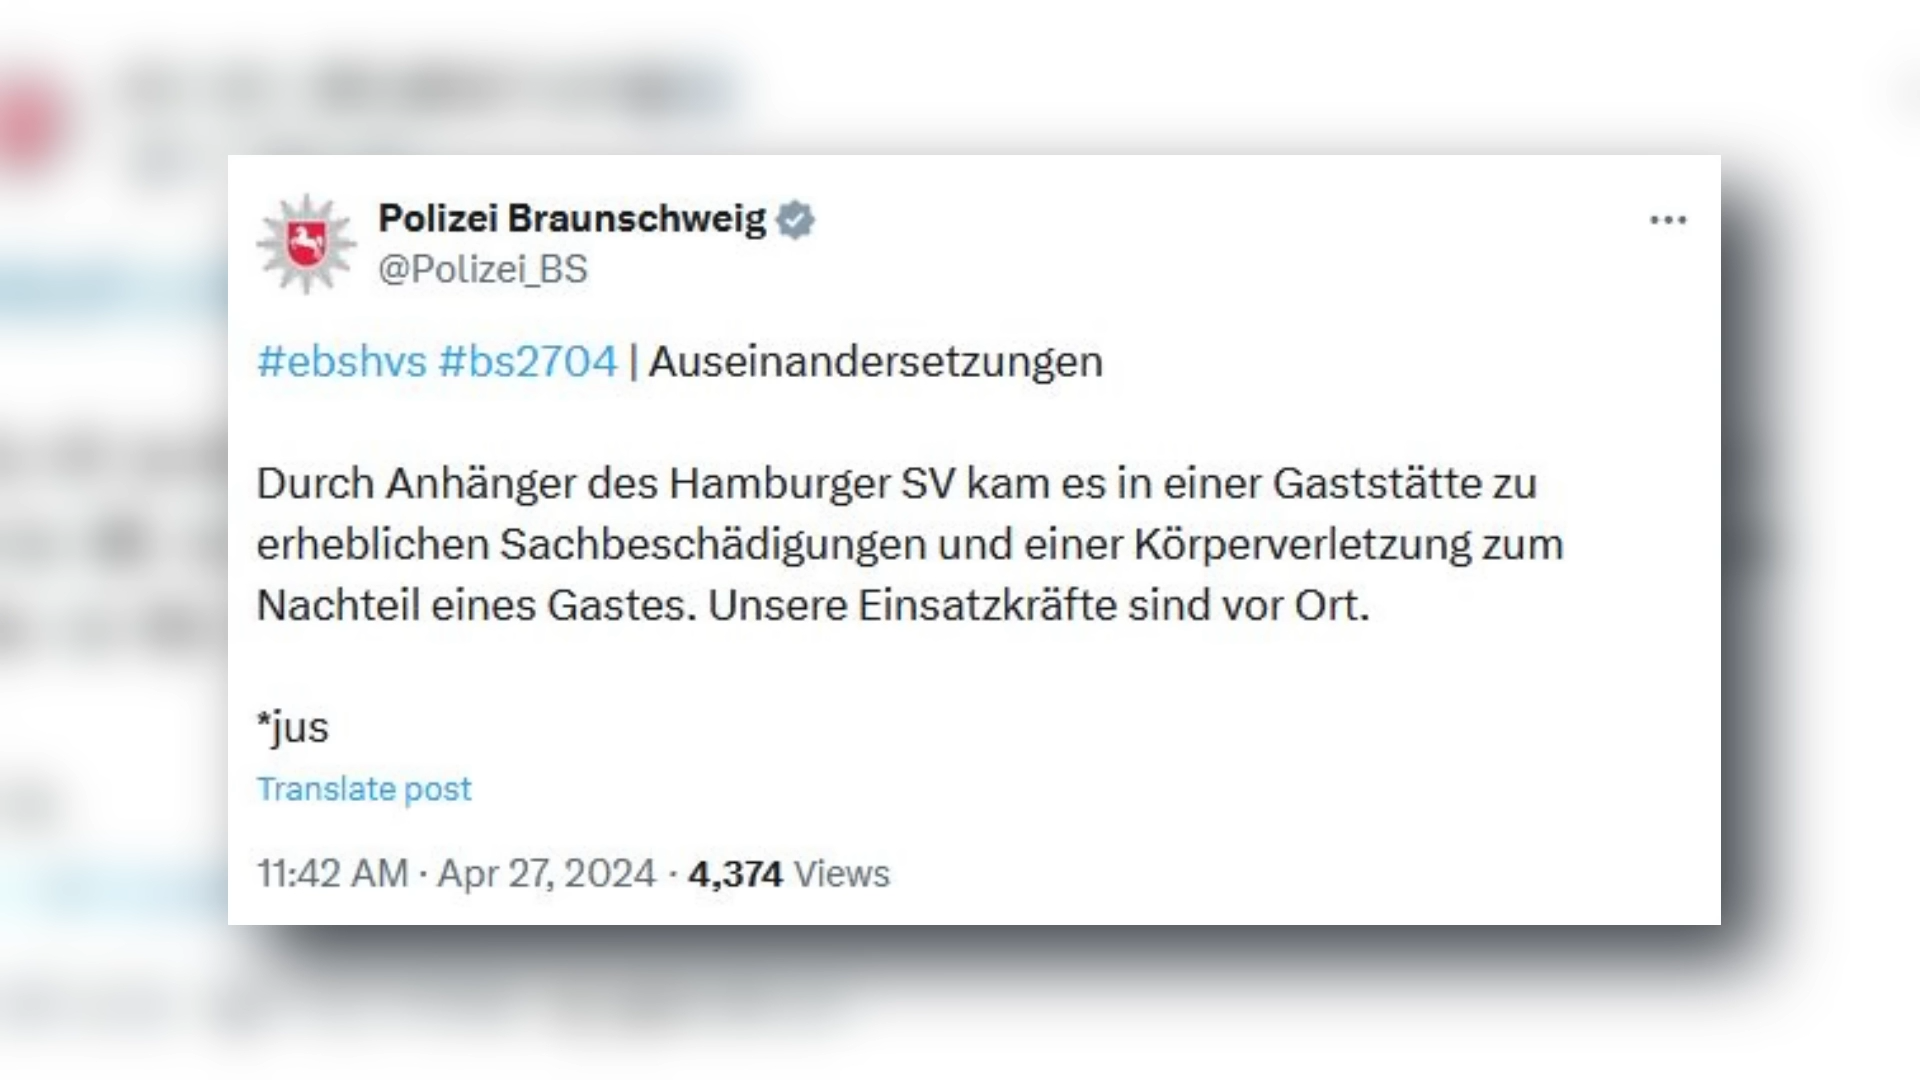 Polizei Braunschweig
@Polizei_BS
#ebshvs #bs2704 | Auseinandersetzungen
Durch Anhänger des Hamburger SV kam es in einer Gaststätte zu
erheblichen Sachbeschädigungen und einer Körperverletzung zum
Nachteil eines Gastes. Unsere Einsatzkräfte sind vor Ort.
*jus
Translate post
11:42 AM · Apr 27, 2024 · 4,374 Views